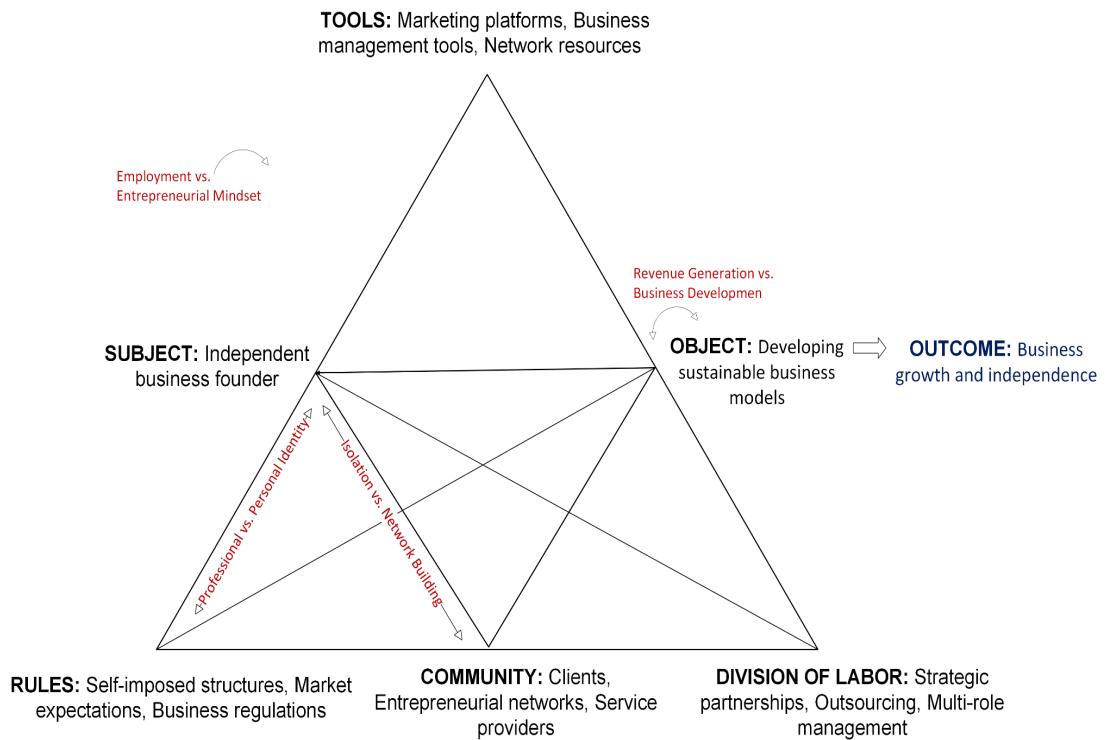 TOOLS: Marketing platforms, Business
management tools, Network resources
Employment vs.
Entrepreneurial Mindset
Revenue Generation vs.
Business Developmen
SUBJECT: Independent
business founder
OBJECT: Developing
sustainable business
models
OUTCOME: Business
growth and independence
Professional vs. Personal Identity
Isolation vs. Network Building
RULES: Self-imposed structures, Market
expectations, Business regulations
COMMUNITY: Clients,
Entrepreneurial networks, Service
providers
DIVISION OF LABOR: Strategic
partnerships, Outsourcing, Multi-role
management